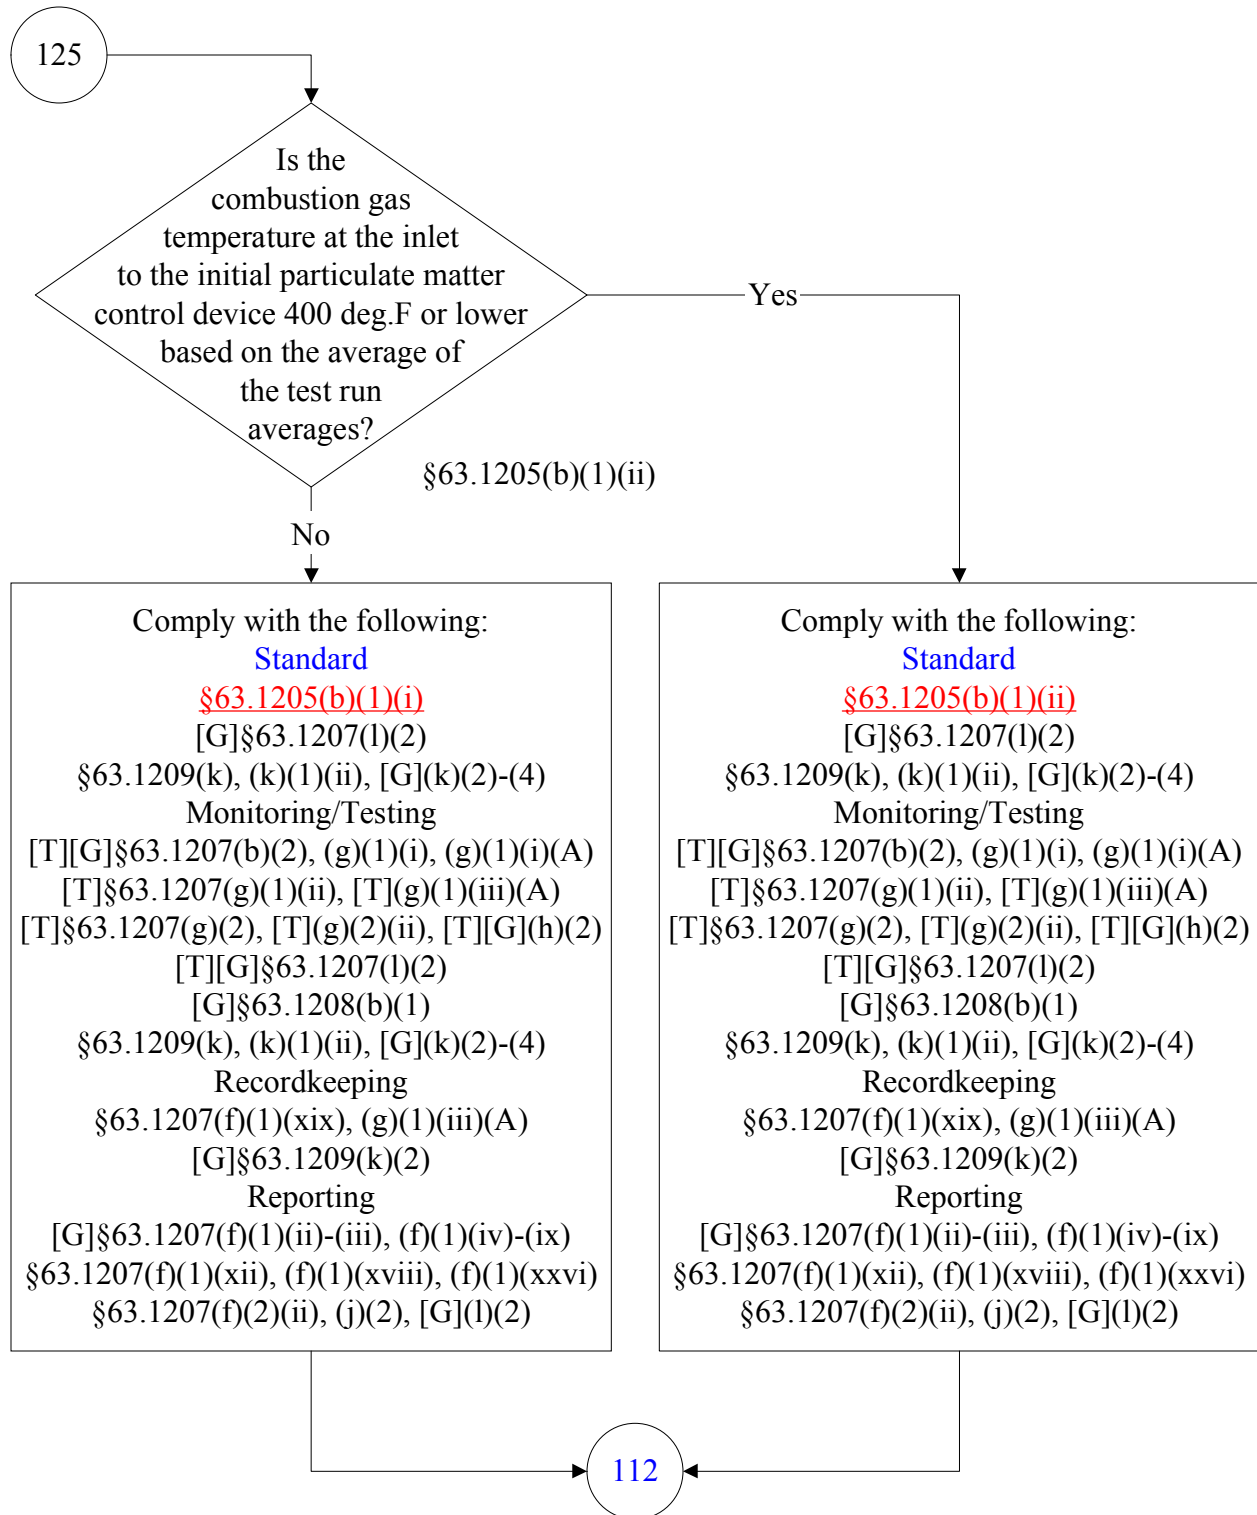 125
Is the
combustion gas
temperature at the inlet
to the initial particulate matter
control device 400 deg.F or lower
based on the average of
the test run
averages?
Yes
§63.1205(b)(1)(ii)
No
Comply with the following:
Standard
§63.1205(b)(1)(i)
[G]§63.1207(l)(2)
§63.1209(k), (k)(1)(ii), [G](k)(2)-(4)
Monitoring/Testing
[T][G]§63.1207(b)(2), (g)(1)(i), (g)(1)(i)(A)
[T]§63.1207(g)(1)(ii), [T](g)(1)(iii)(A)
[T]§63.1207(g)(2), [T](g)(2)(ii), [T][G](h)(2)
[T][G]§63.1207(l)(2)
[G]§63.1208(b)(1)
§63.1209(k), (k)(1)(ii), [G](k)(2)-(4)
Recordkeeping
§63.1207(f)(1)(xix), (g)(1)(iii)(A)
[G]§63.1209(k)(2)
Reporting
[G]§63.1207(f)(1)(ii)-(iii), (f)(1)(iv)-(ix)
§63.1207(f)(1)(xii), (f)(1)(xviii), (f)(1)(xxvi)
§63.1207(f)(2)(ii), (j)(2), [G](l)(2)
Comply with the following:
Standard
§63.1205(b)(1)(ii)
[G]§63.1207(l)(2)
§63.1209(k), (k)(1)(ii), [G](k)(2)-(4)
Monitoring/Testing
[T][G]§63.1207(b)(2), (g)(1)(i), (g)(1)(i)(A)
[T]§63.1207(g)(1)(ii), [T](g)(1)(iii)(A)
[T]§63.1207(g)(2), [T](g)(2)(ii), [T][G](h)(2)
[T][G]§63.1207(l)(2)
[G]§63.1208(b)(1)
§63.1209(k), (k)(1)(ii), [G](k)(2)-(4)
Recordkeeping
§63.1207(f)(1)(xix), (g)(1)(iii)(A)
[G]§63.1209(k)(2)
Reporting
[G]§63.1207(f)(1)(ii)-(iii), (f)(1)(iv)-(ix)
§63.1207(f)(1)(xii), (f)(1)(xviii), (f)(1)(xxvi)
§63.1207(f)(2)(ii), (j)(2), [G](l)(2)
112